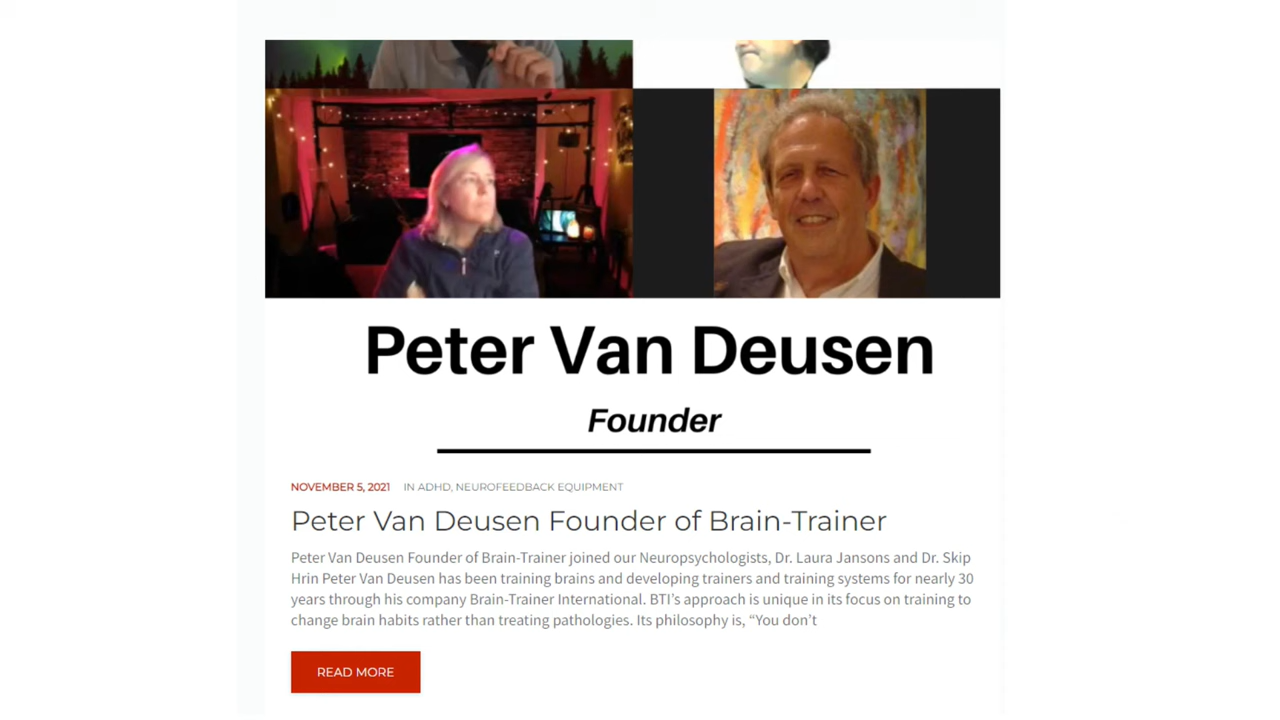 Peter Van Deusen
Founder
NOVEMBER 5, 2021 IN ADHD, NEUROFEEDBACK EQUIPMENT
Peter Van Deusen Founder of Brain-Trainer
Peter Van Deusen Founder of Brain-Trainer joined our Neuropsychologists, Dr. Laura Jansons and Dr. Skip
Hrin Peter Van Deusen has been training brains and developing trainers and training systems for nearly 30
years through his company Brain-Trainer International. BTI’s approach is unique in its focus on training to
change brain habits rather than treating pathologies. Its philosophy is, “You don’t
READ MORE